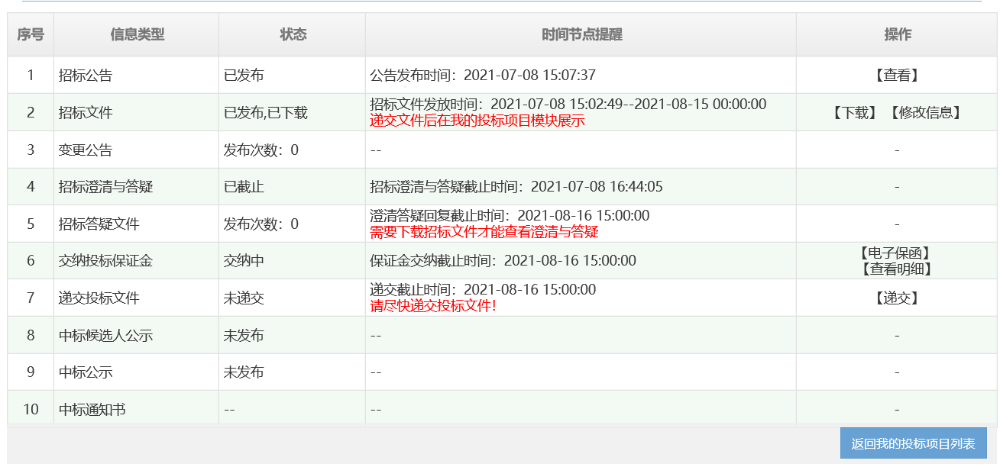 序号 信息类型 状态 时间节点提醒 操作
1 招标公告 已发布 公告发布时间：2021-07-08 15:07:37 【查看】
2 招标文件 已发布,已下载 招标文件发放时间：2021-07-08 15:02:49--2021-08-15 00:00:00 【下载】 【修改信息】
递交文件后在我的投标项目模块展示
3 变更公告 发布次数：0 -- -
4 招标澄清与答疑 已截止 招标澄清与答疑截止时间：2021-07-08 16:44:05 -
5 招标答疑文件 发布次数：0 澄清答疑回复截止时间：2021-08-16 15:00:00 -
需要下载招标文件才能查看澄清与答疑
6 交纳投标保证金 交纳中 保证金交纳截止时间：2021-08-16 15:00:00 【电子保函】
【查看明细】
7 递交投标文件 未递交 递交截止时间：2021-08-16 15:00:00 【递交】
请尽快递交投标文件！
8 中标候选人公示 未发布 -- -
9 中标公示 未发布 -- -
10 中标通知书 -- -- -
返回我的投标项目列表